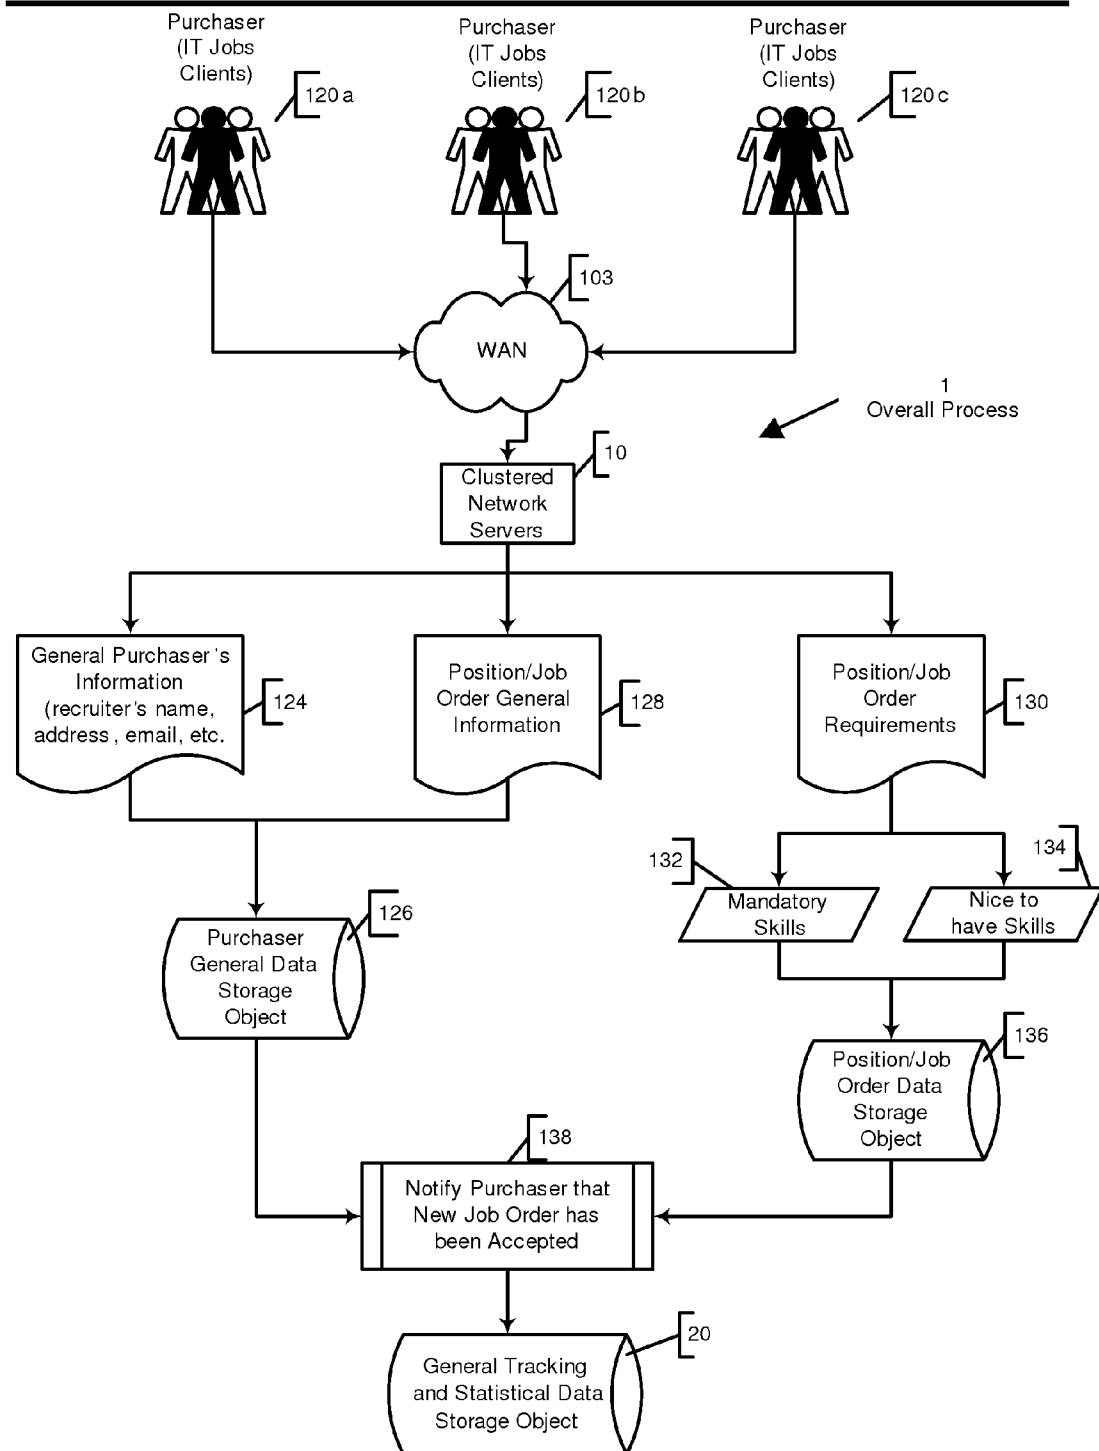 Purchaser
(IT Jobs
Clients)
120a
Purchaser
(IT Jobs
Clients)
120b
Purchaser
(IT Jobs
Clients)
120c
103
WAN
1
Overall Process
10
Clustered
Network
Servers
General Purchaser's
Information
(recruiter's name,
address, email, etc.
124
Position/Job
Order General
Information
128
Position/Job
Order
Requirements
130
132
Mandatory
Skills
134
Nice to
have Skills
126
Purchaser
General Data
Storage
Object
136
Position/Job
Order Data
Storage
Object
138
Notify Purchaser that
New Job Order has
been Accepted
20
General Tracking
and Statistical Data
Storage Object